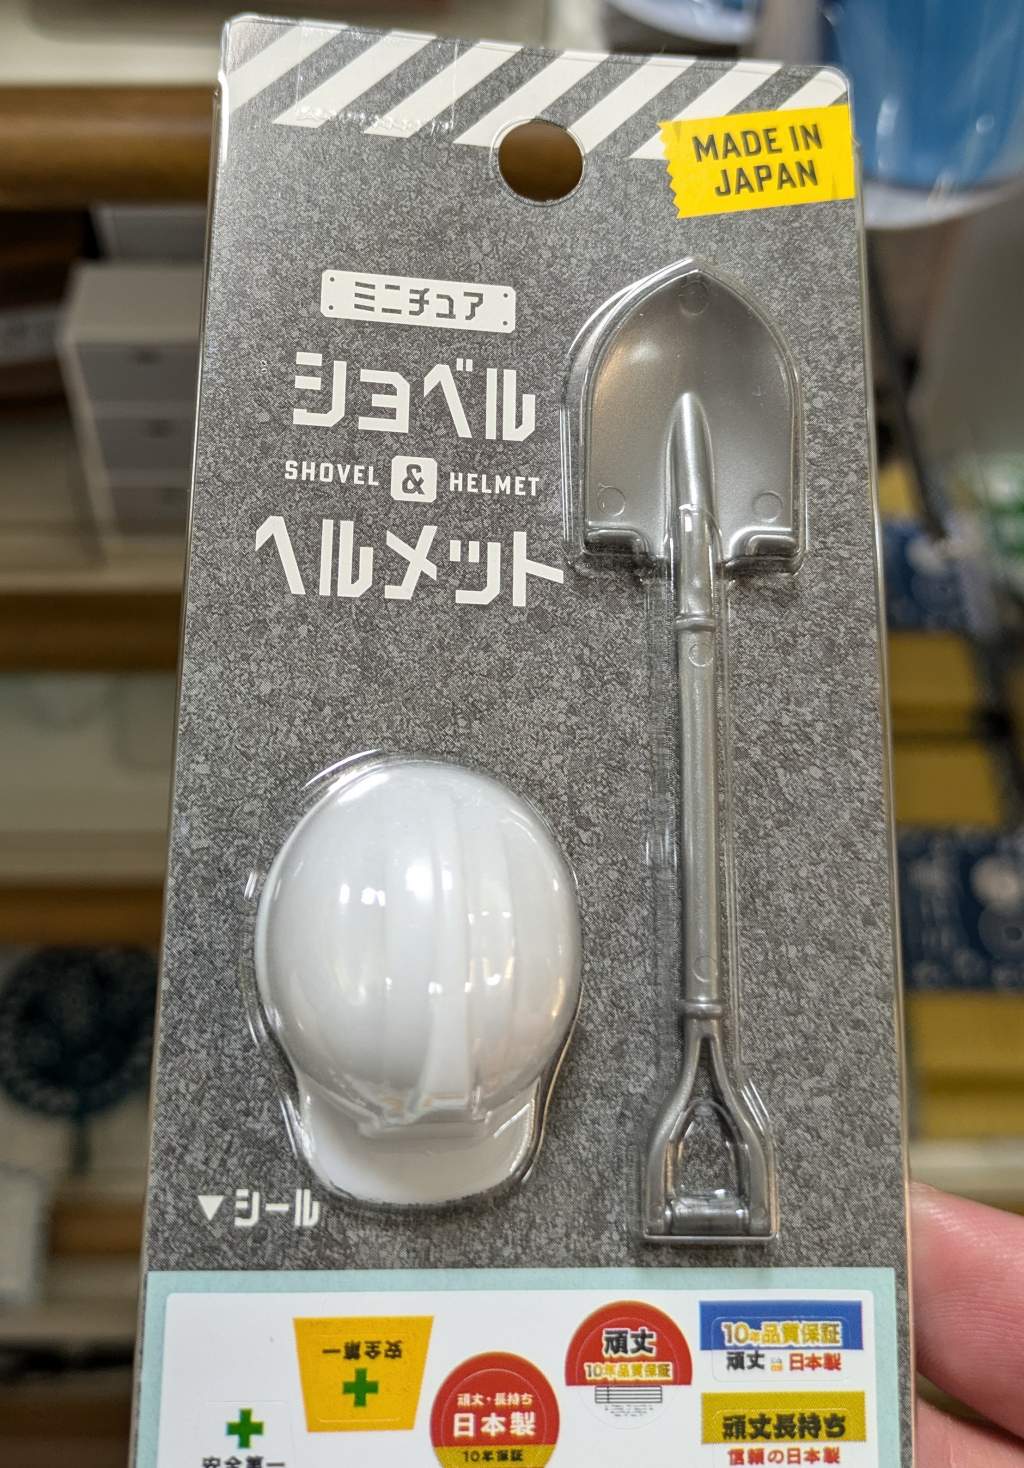 MADE IN
JAPAN
ミニチュア
ショベル
SHOVEL & HELMET
ヘルメット
▼シール
安全第一
安全第一
頑丈・長持ち
日本製
10年保証
頑丈
10年品質保証
10年品質保証
頑丈 日本製
頑丈長持ち
信頼の日本製